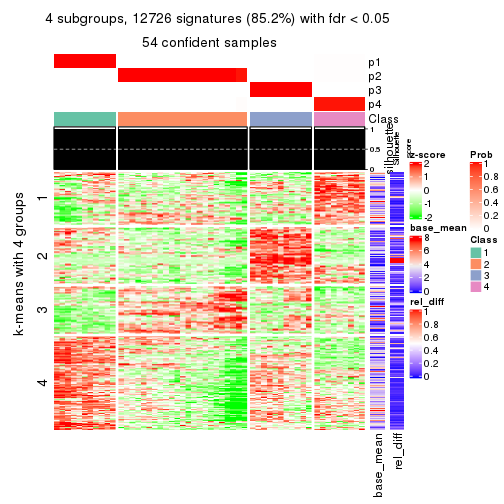 4 subgroups, 12726 signatures (85.2%) with fdr < 0.05
54 confident samples
p1
p2
p3
p4
Class
1
0.5
0
silhouette
Silhouette
score
k-means with 4 groups
1
2
3
4
base_mean
rel_diff
z-score
2
1
0
-1
-2
base_mean
8
6
4
2
0
rel_diff
1
0.8
0.6
0.4
0.2
0
Prob
1
0.8
0.6
0.4
0.2
0
Class
1
2
3
4